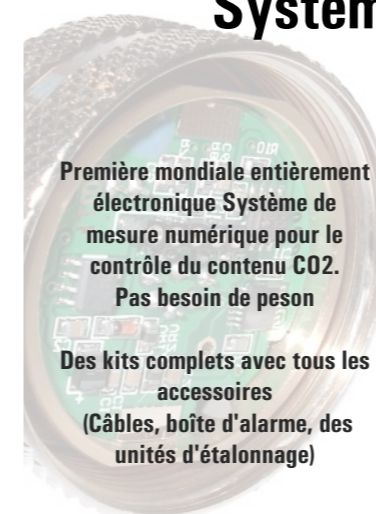 Système
Première mondiale entièrement
électronique Système de
mesure numérique pour le
contrôle du contenu CO2.
Pas besoin de peson
Des kits complets avec tous les
accessoires
(Câbles, boîte d'alarme, des
unités d'étalonnage)